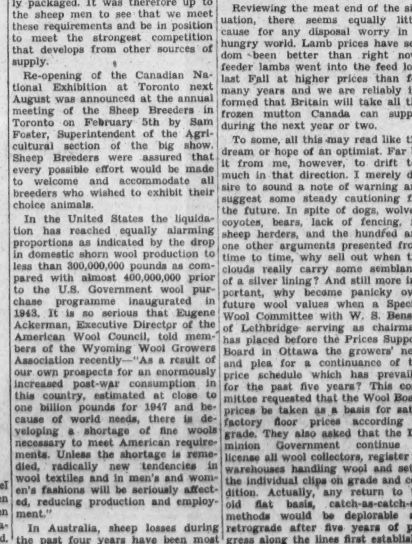 ly packaged. It was therefore up to
the sheep men to see that we meet
these requirements and be in position
to meet the strongest competition
that develops from other sources of
supply.
Re-opening of the Canadian Na-
tional Exhibition at Toronto next
August was announced at the annual
meeting of the Sheep Breeders in
Toronto on February 5th by Sam
Foster, Superintendent of the Agri-
cultural section of the big show.
Sheep Breeders were assured that
every possible effort would be made
to welcome and accommodate all
breeders who wished to exhibit their
choice animals.
In the United States the liquida-
tion has reached equally alarming
proportions as indicated by the drop
in domestic shorn wool production to
less than 300,000,000 pounds as com-
pared with almost 400,000,000 prior
to the U.S. Government wool pur-
chase programme inaugurated in
1943. It is so serious that Eugene
Ackerman, Executive Director of the
American Wool Council, told mem-
bers of the Wyoming Wool Growers
Association recently—"As a result of
our own prospects for an enormously
increased post-war consumption in
this country, estimated at close to
one billion pounds for 1947 and be-
cause of world needs, there is de-
veloping a shortage of fine wools
necessary to meet American require-
ments. Unless the shortage is reme-
died, radically new tendencies in
wool textiles and in men's and wom-
en's fashions will be seriously affect-
ed, reducing production and employ-
ment."
In Australia, sheep losses during
the past four years have been most
Reviewing the meat end of the si
uation, there seems equally littl
cause for any disposal worry in
hungry world. Lamb prices have se
dom been better than right now
feeder lambs went into the feed lo
last Fall at higher prices than f
many years and we are reliably i
formed that Britain will take all t
frozen mutton Canada can supp
during the next year or two.
To some, all this may read like t
dream or hope of an optimist. Far
it from me, however, to drift t
much in that direction. I merely d
sire to sound a note of warning a
suggest some steady cautioning f
the future. In spite of dogs, wolve
coyotes, bears, lack of fencing,
sheep herders, and the hundred a
one other arguments presented fro
time to time, why sell out when t
clouds really carry some semblan
of a silver lining? And still more i
portant, why become panicky ov
future wool values when a Speci
Wool Committee with W. S. Bens
of Lethbridge serving as chairma
has placed before the Prices Suppo
Board in Ottawa the growers' ne
and plea for a continuance of t
price schedule which has prevail
for the past five years? This co
mittee requested that the Wool Boa
prices be taken as a basis for sat
factory floor prices according
grade. They also asked that the D
minion Government continue
license all wool collectors, register
warehouses handling wool and set
the individual clips on grade and c
dition. Actually, any return to
old flat basis, catch-as-catch-c
methods would be deplorable a
retrograde after five years of p
gress along the lines first establis